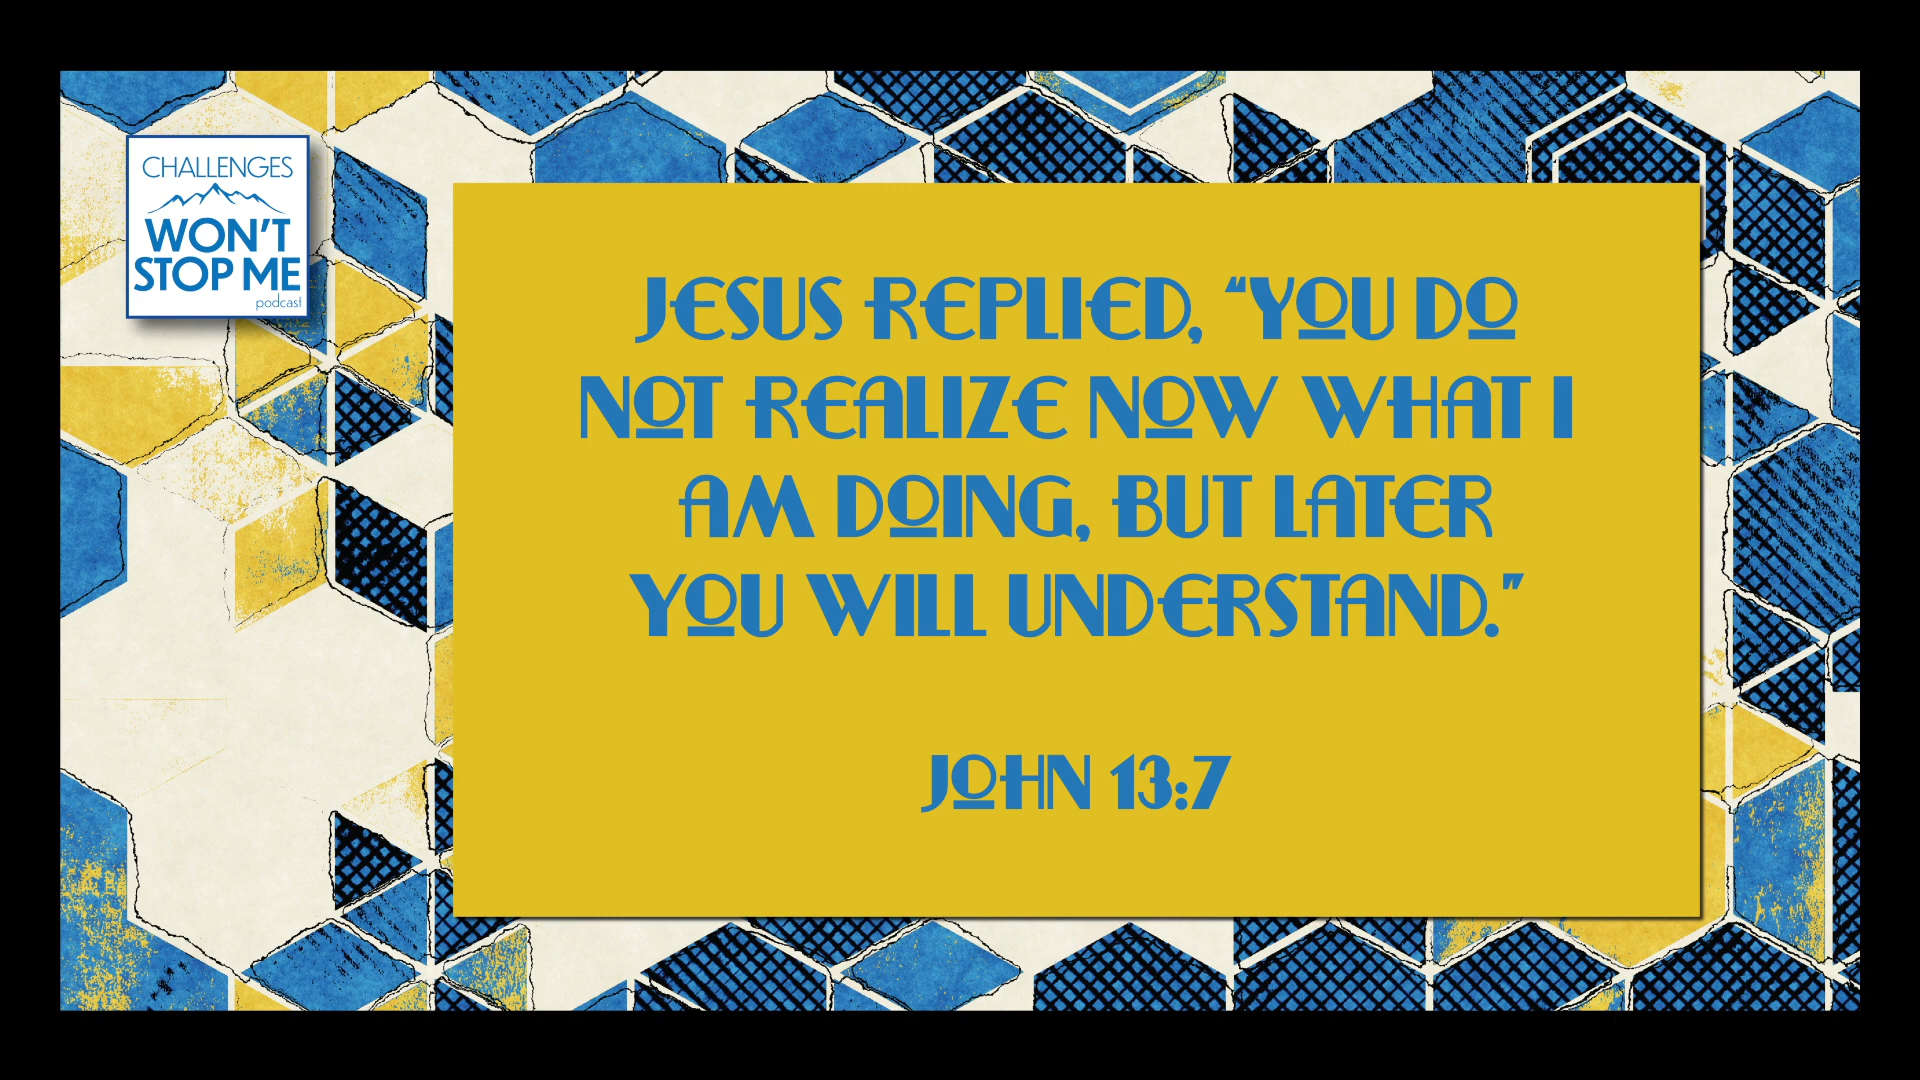 CHALLENGES
WON'T
STOP ME
podcast
JESUS REPLIED, “YOU DO
NOT REALIZE NOW WHAT I
AM DOING, BUT LATER
YOU WILL UNDERSTAND.”
JOHN 13:7